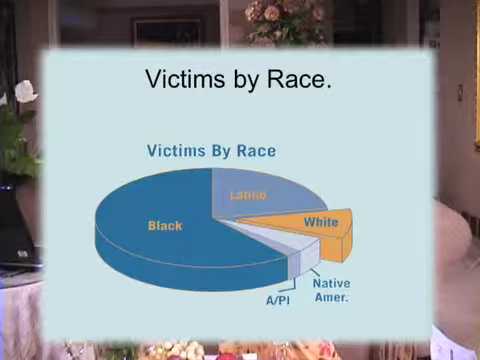 Victims by Race.
Victims By Race
Latino
White
Black
Native
Amer.
A/PI